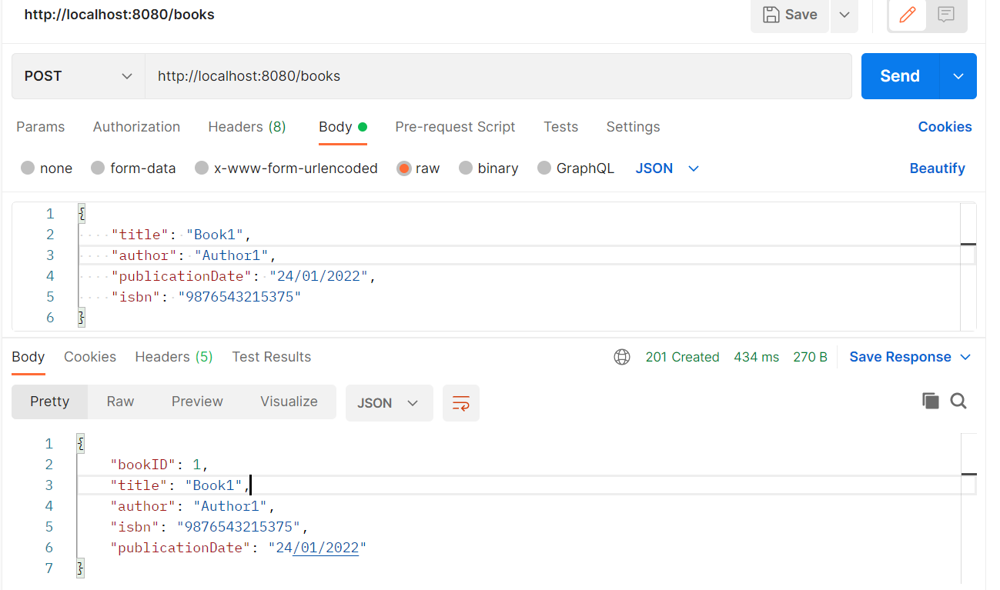 http://localhost:8080/books
Save
POST
http://localhost:8080/books
Send
Params Authorization Headers (8) Body Pre-request Script Tests Settings Cookies
none form-data x-www-form-urlencoded raw binary GraphQL JSON Beautify
1 {
2 "title": "Book1",
3 "author": "Author1",
4 "publicationDate": "24/01/2022",
5 "isbn": "9876543215375"
6 }
Body Cookies Headers (5) Test Results 201 Created 434 ms 270 B Save Response
Pretty Raw Preview Visualize JSON
1 {
2 "bookID": 1,
3 "title": "Book1",
4 "author": "Author1",
5 "isbn": "9876543215375",
6 "publicationDate": "24/01/2022"
7 }